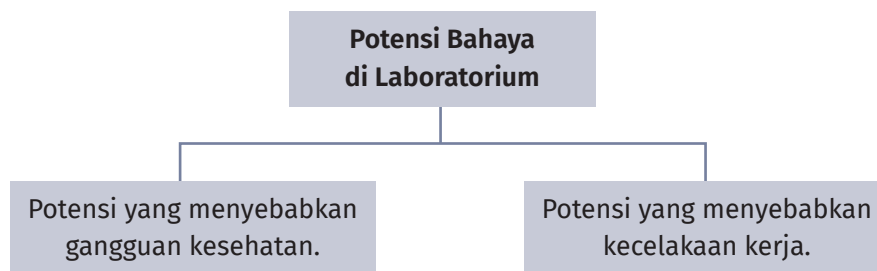 Potensi Bahaya
di Laboratorium
Potensi yang menyebabkan
gangguan kesehatan.
Potensi yang menyebabkan
kecelakaan kerja.